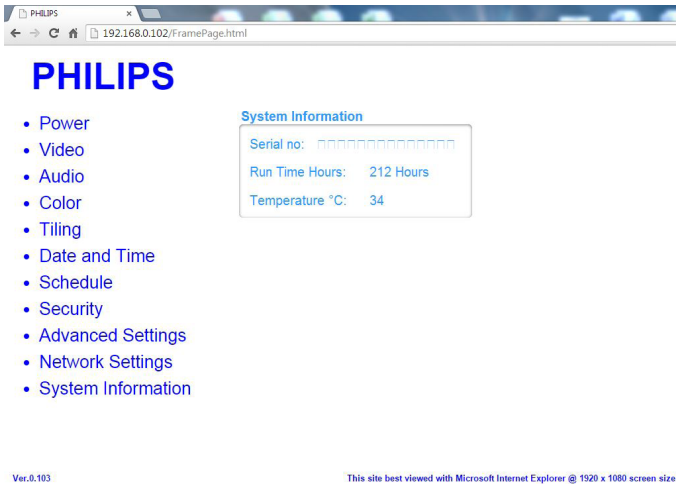 PHILIPS
192.168.0.102/FramePage.html
PHILIPS
Power
Video
Audio
Color
Tiling
Date and Time
Schedule
Security
Advanced Settings
Network Settings
System Information
System Information
Serial no:
Run Time Hours: 212 Hours
Temperature °C: 34
Ver.0.103
This site best viewed with Microsoft Internet Explorer @ 1920 x 1080 screen size